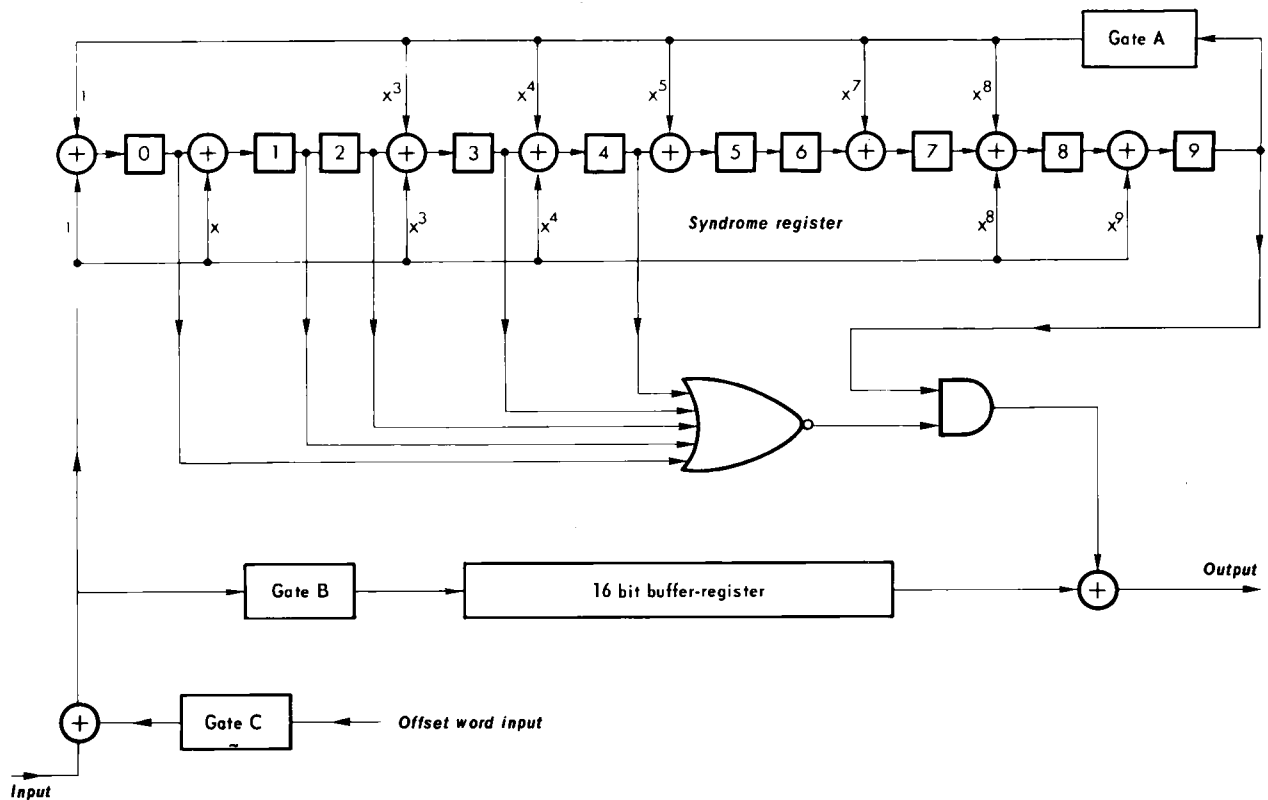 Gate A
1 x³ x⁴ x⁵ x⁷ x⁸
0 1 2 3 4 5 6 7 8 9
1 x x³ x⁴ x⁸ x⁹
Syndrome register
Gate B
16 bit buffer-register
Output
Gate C
Offset word input
Input